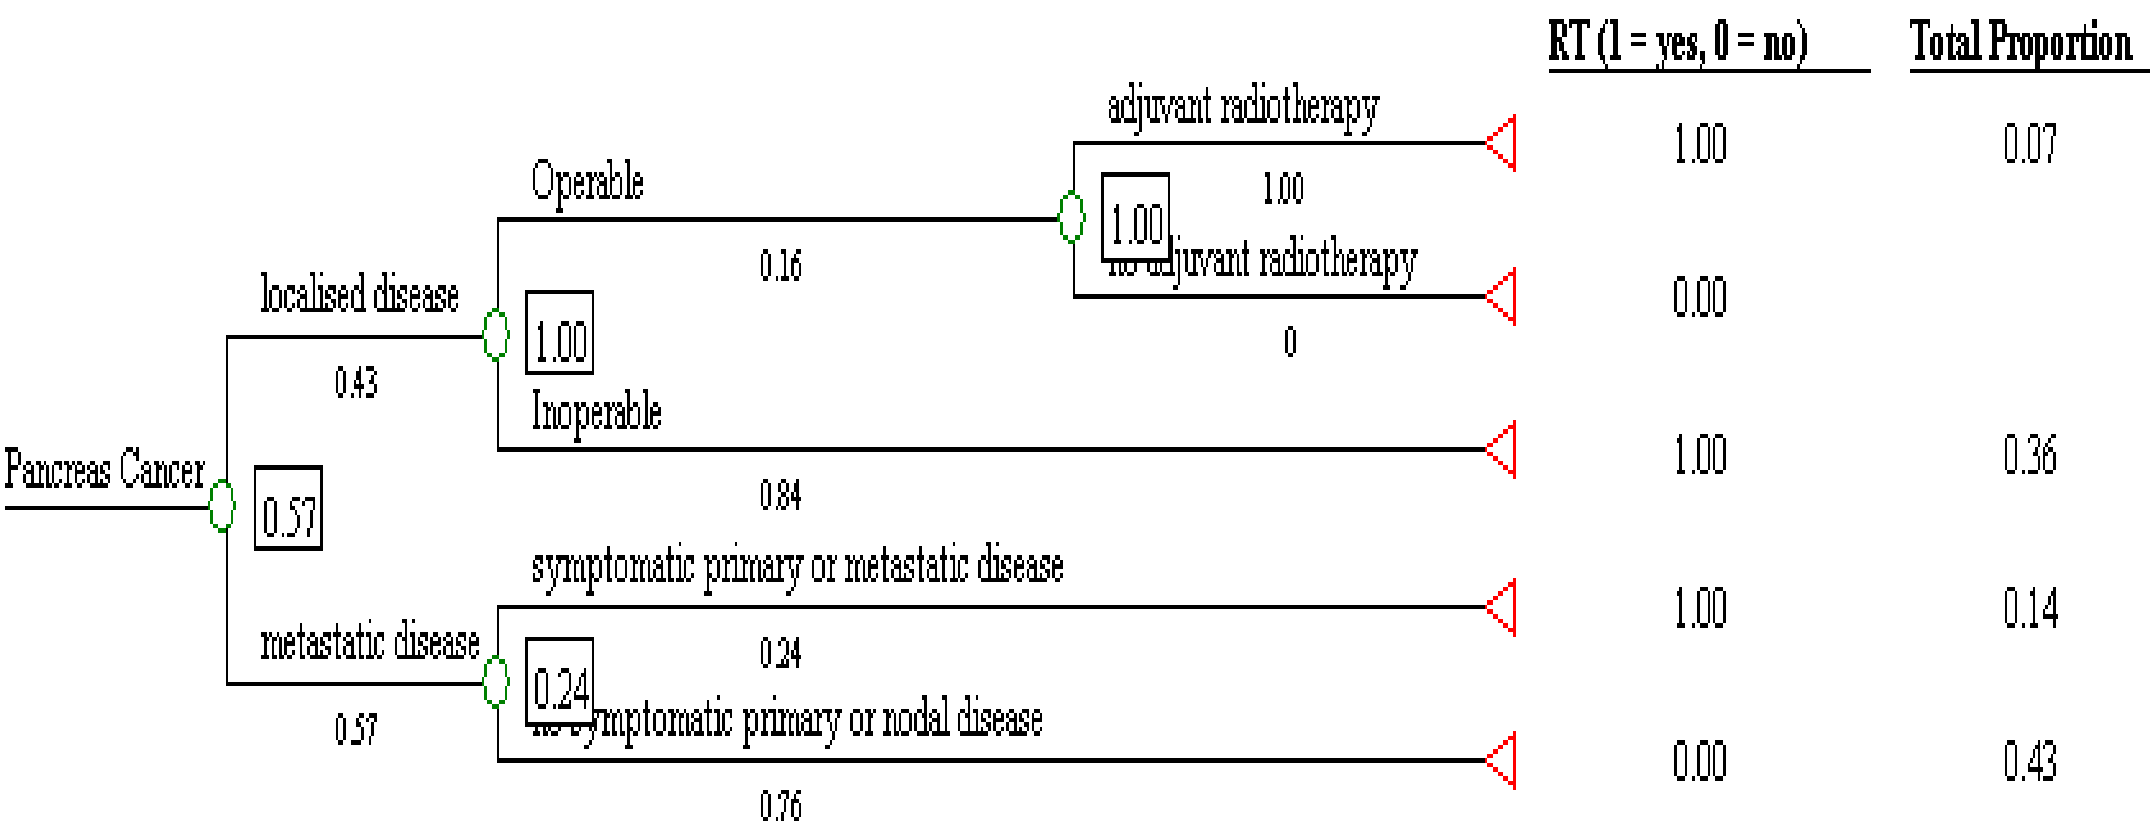 RT (1 = yes, 0 = no) Total Proportion
adjuvant radiotherapy
1.00 0.07
Operable
1.00
1.00
0.16
adjuvant radiotherapy
0.00
localised disease
0
1.00
0.43
Inoperable
1.00 0.36
Pancreas Cancer
0.84
0.57
symptomatic primary or metastatic disease
1.00 0.14
metastatic disease
0.24
0.24
symptomatic primary or nodal disease
0.57
0.00 0.43
0.76